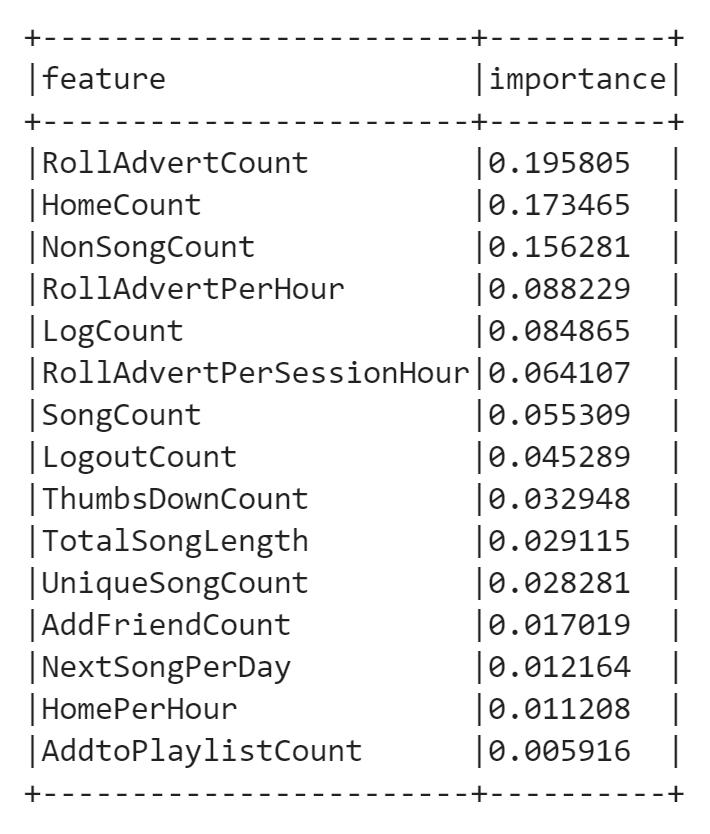 +------------------------+----------+
|feature                 |importance|
+------------------------+----------+
|RollAdvertCount         |0.195805  |
|HomeCount               |0.173465  |
|NonSongCount            |0.156281  |
|RollAdvertPerHour       |0.088229  |
|LogCount                |0.084865  |
|RollAdvertPerSessionHour|0.064107  |
|SongCount               |0.055309  |
|LogoutCount             |0.045289  |
|ThumbsDownCount         |0.032948  |
|TotalSongLength         |0.029115  |
|UniqueSongCount         |0.028281  |
|AddFriendCount          |0.017019  |
|NextSongPerDay          |0.012164  |
|HomePerHour             |0.011208  |
|AddtoPlaylistCount      |0.005916  |
+------------------------+----------+